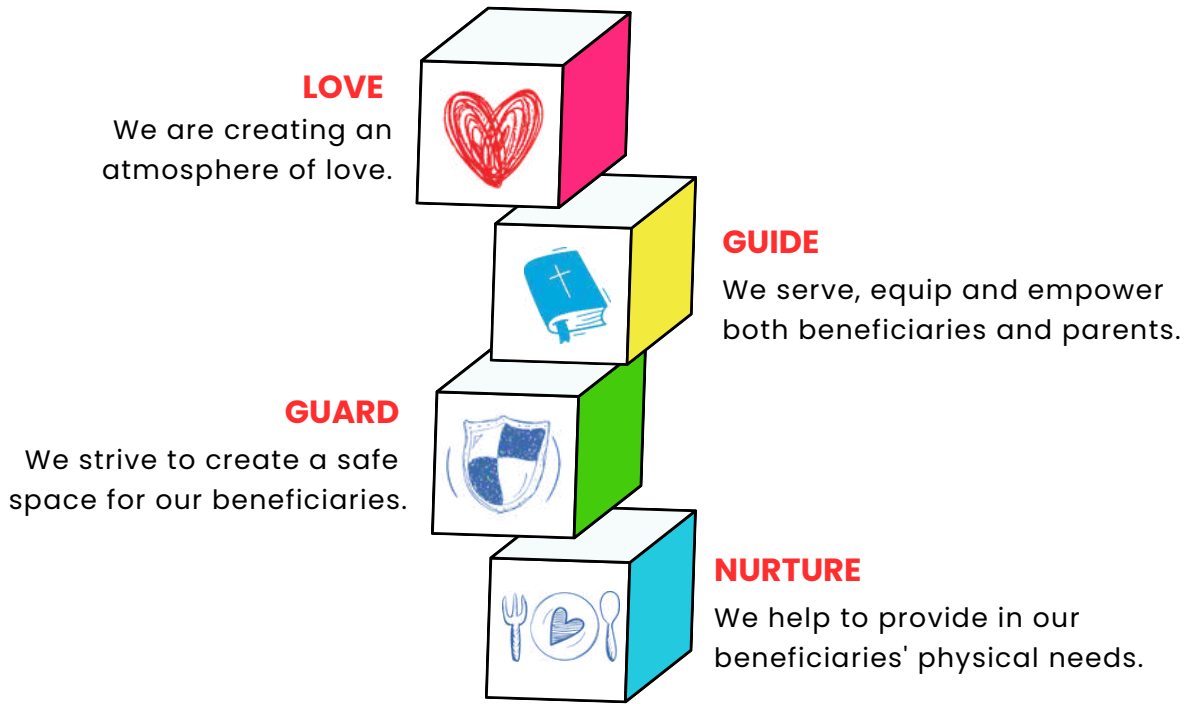 LOVE
We are creating an
atmosphere of love.
GUIDE
We serve, equip and empower
both beneficiaries and parents.
GUARD
We strive to create a safe
space for our beneficiaries.
NURTURE
We help to provide in our
beneficiaries' physical needs.